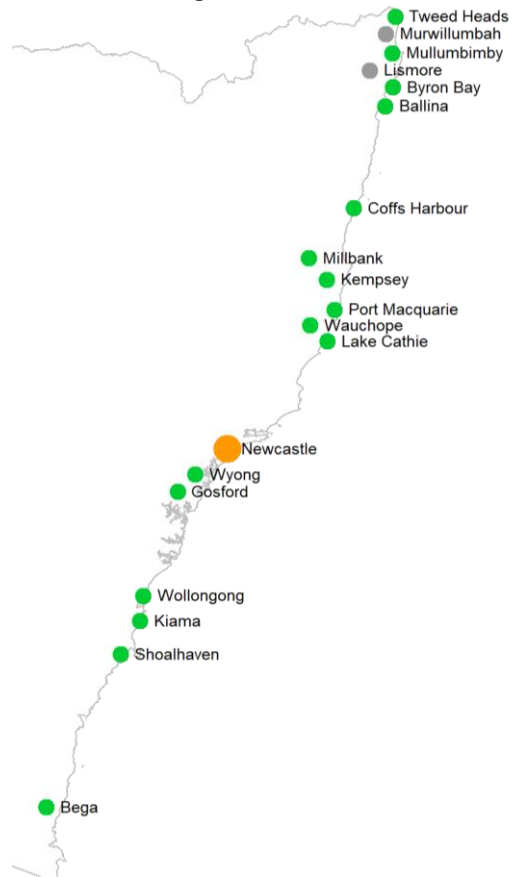 Tweed Heads
Murwillumbah
Mullumbimby
Lismore
Byron Bay
Ballina
Coffs Harbour
Millbank
Kempsey
Port Macquarie
Wauchope
Lake Cathie
Newcastle
Wyong
Gosford
Wollongong
Kiama
Shoalhaven
Bega